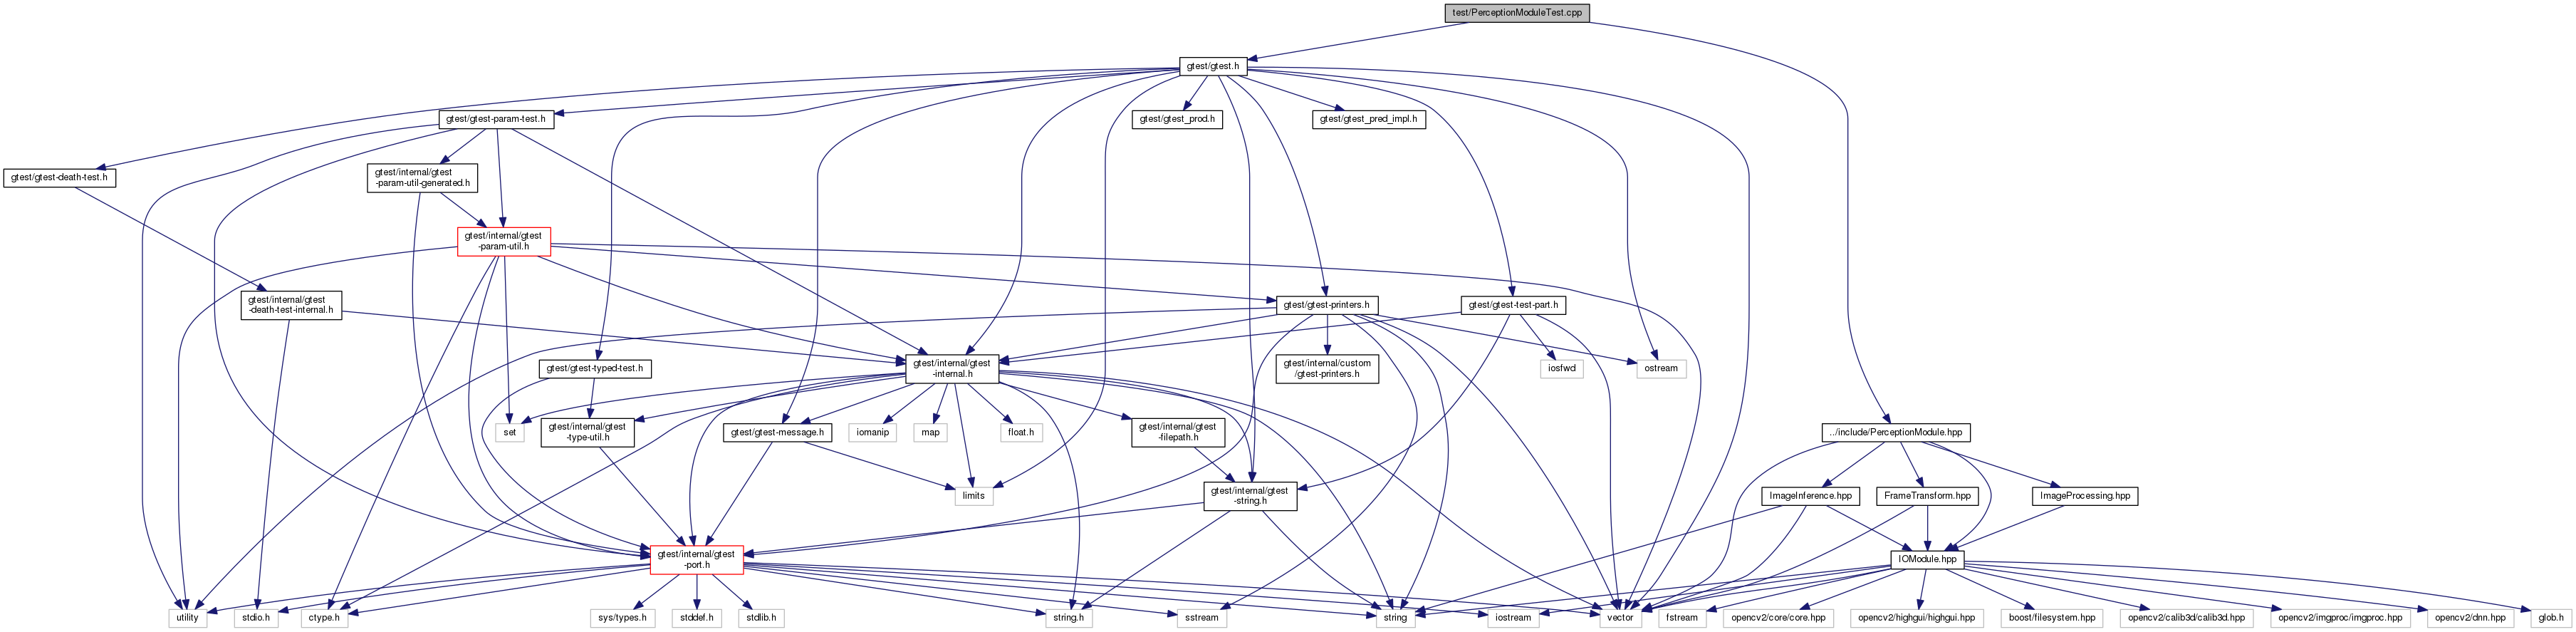 test/PerceptionModuleTest.cpp
gtest/gtest.h
gtest/gtest-param-test.h
gtest/gtest_prod.h
gtest/gtest_pred_impl.h
gtest/gtest-death-test.h
gtest/internal/gtest
-param-util-generated.h
gtest/internal/gtest
-param-util.h
gtest/internal/gtest
-death-test-internal.h
gtest/gtest-printers.h
gtest/gtest-test-part.h
gtest/gtest-typed-test.h
gtest/internal/gtest
-internal.h
gtest/internal/custom
/gtest-printers.h
iosfwd
ostream
set
gtest/internal/gtest
-type-util.h
gtest/gtest-message.h
iomanip
map
float.h
gtest/internal/gtest
-filepath.h
../include/PerceptionModule.hpp
limits
gtest/internal/gtest
-string.h
ImageInference.hpp
FrameTransform.hpp
ImageProcessing.hpp
gtest/internal/gtest
-port.h
IOModule.hpp
utility
stdio.h
ctype.h
sys/types.h
stddef.h
stdlib.h
string.h
sstream
string
iostream
vector
fstream
opencv2/core/core.hpp
opencv2/highgui/highgui.hpp
boost/filesystem.hpp
opencv2/calib3d/calib3d.hpp
opencv2/imgproc/imgproc.hpp
opencv2/dnn.hpp
glob.h